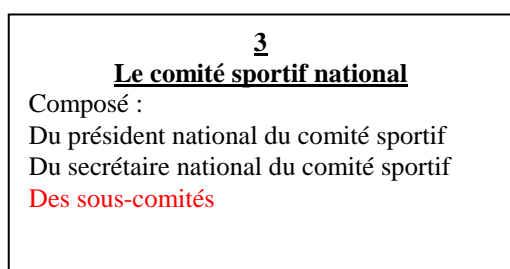 3
Le comité sportif national
Composé :
Du président national du comité sportif
Du secrétaire national du comité sportif
Des sous-comités